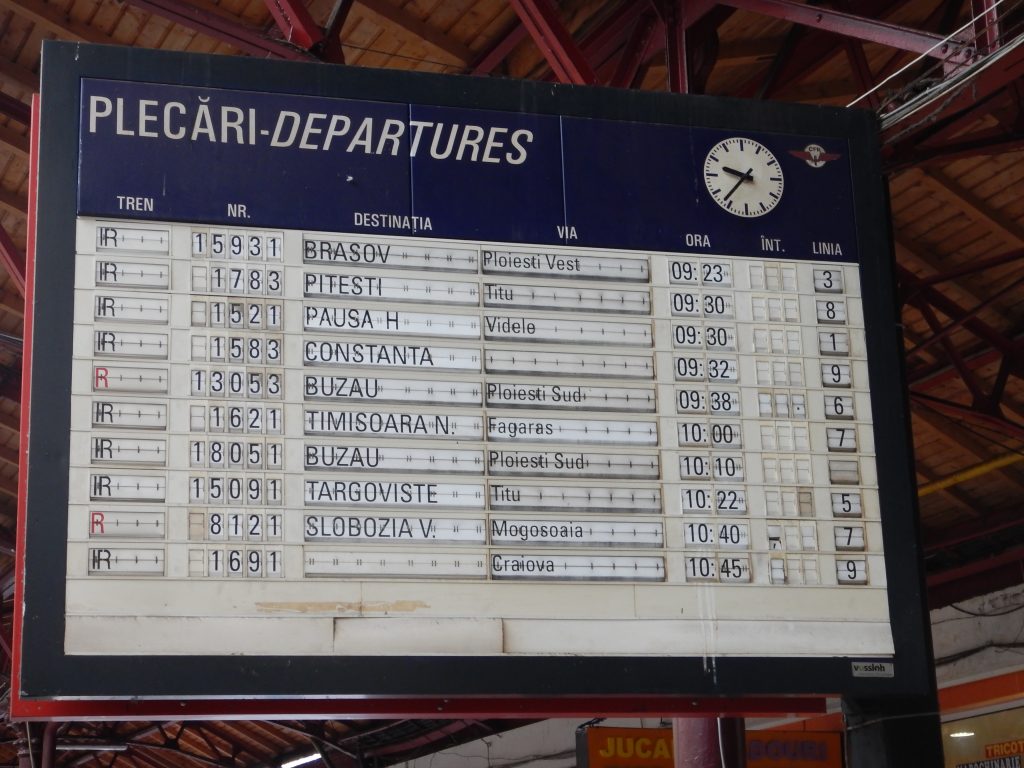 PLECĂRI-DEPARTURES
CFR
TREN NR. DESTINAȚIA VIA ORA ÎNT. LINIA
IR 15931 BRASOV Ploiesti Vest 09:23 3
IR 1783 PITESTI Titu 09:30 8
IR 1521 PAUSA H Videle 09:30 1
IR 1583 CONSTANTA 09:32 9
R 13053 BUZAU Ploiesti Sud 09:38 6
IR 1621 TIMISOARA N. Fagaras 10:00 7
IR 18051 BUZAU Ploiesti Sud 10:10
IR 15091 TARGOVISTE Titu 10:22 5
R 8121 SLOBOZIA V. Mogosoaia 10:40 7
IR 1691 Craiova 10:45 9
vossloh